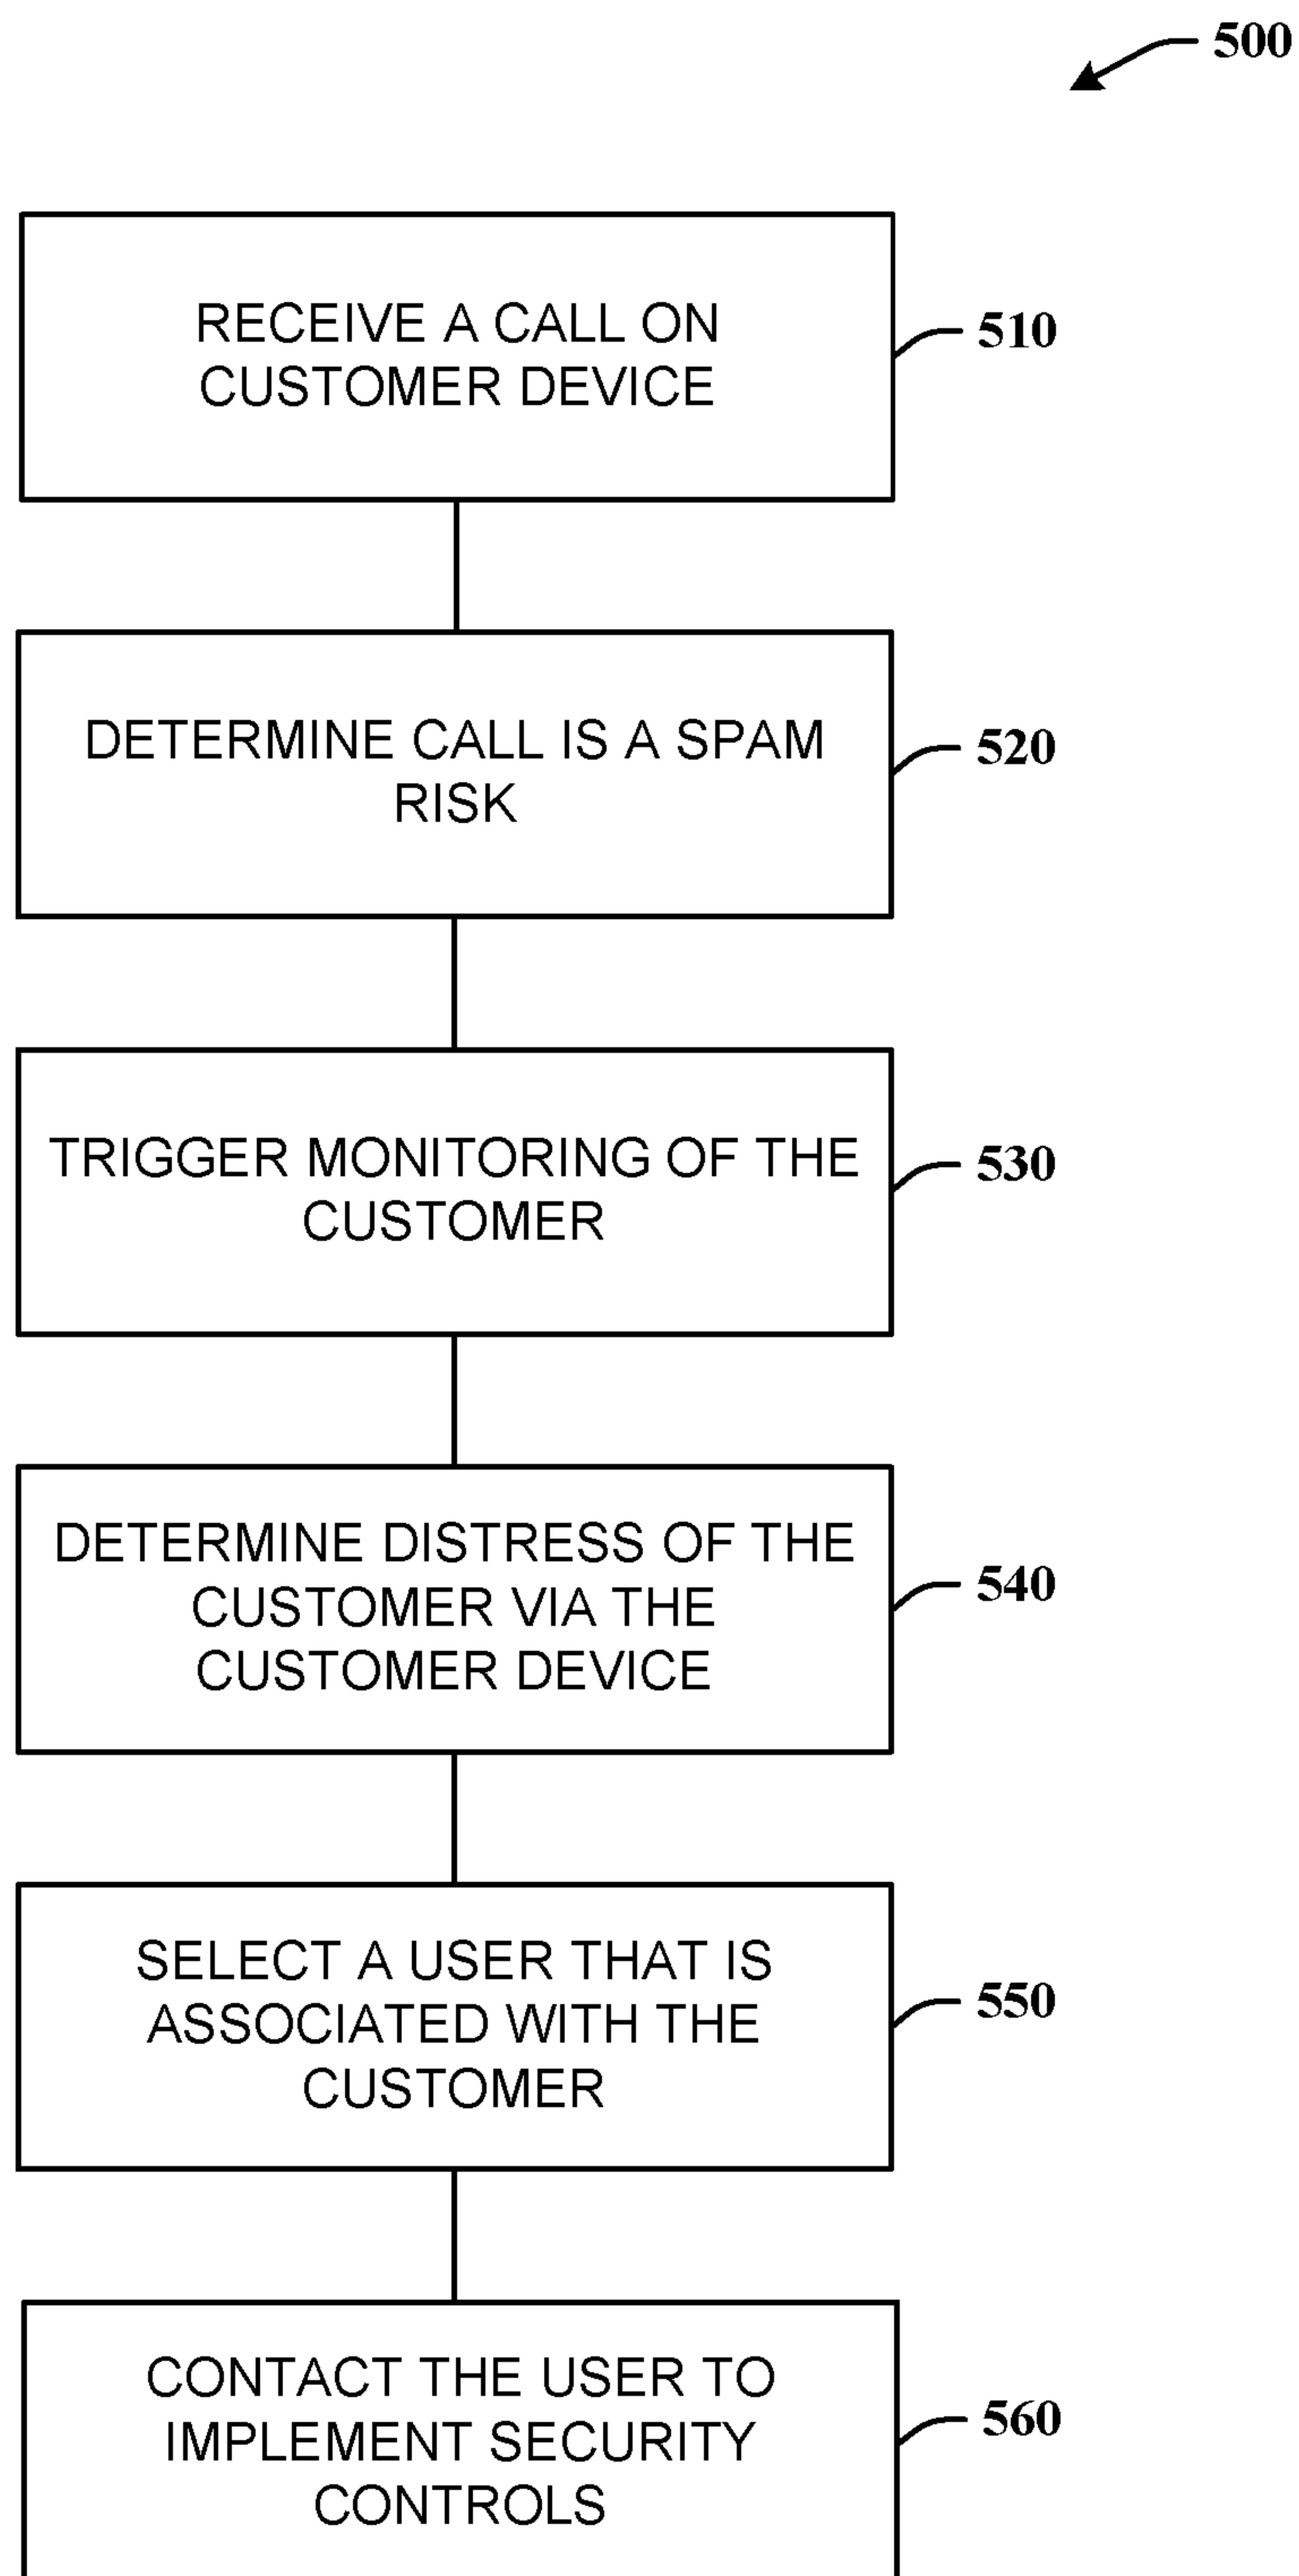 500
RECEIVE A CALL ON
CUSTOMER DEVICE
510
DETERMINE CALL IS A SPAM
RISK
520
TRIGGER MONITORING OF THE
CUSTOMER
530
DETERMINE DISTRESS OF THE
CUSTOMER VIA THE
CUSTOMER DEVICE
540
SELECT A USER THAT IS
ASSOCIATED WITH THE
CUSTOMER
550
CONTACT THE USER TO
IMPLEMENT SECURITY
CONTROLS
560